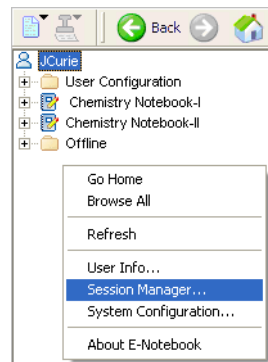 Back
JCurie
User Configuration
Chemistry Notebook-I
Chemistry Notebook-II
Offline
Go Home
Browse All
Refresh
User Info...
Session Manager...
System Configuration...
About E-Notebook